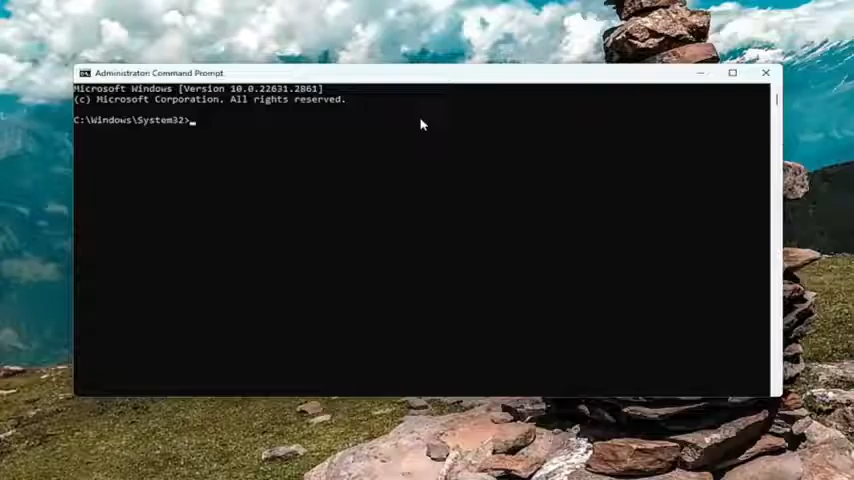 Administrator: Command Prompt
Microsoft Windows [Version 10.0.22631.2861]
(c) Microsoft Corporation. All rights reserved.
C:\Windows\System32>